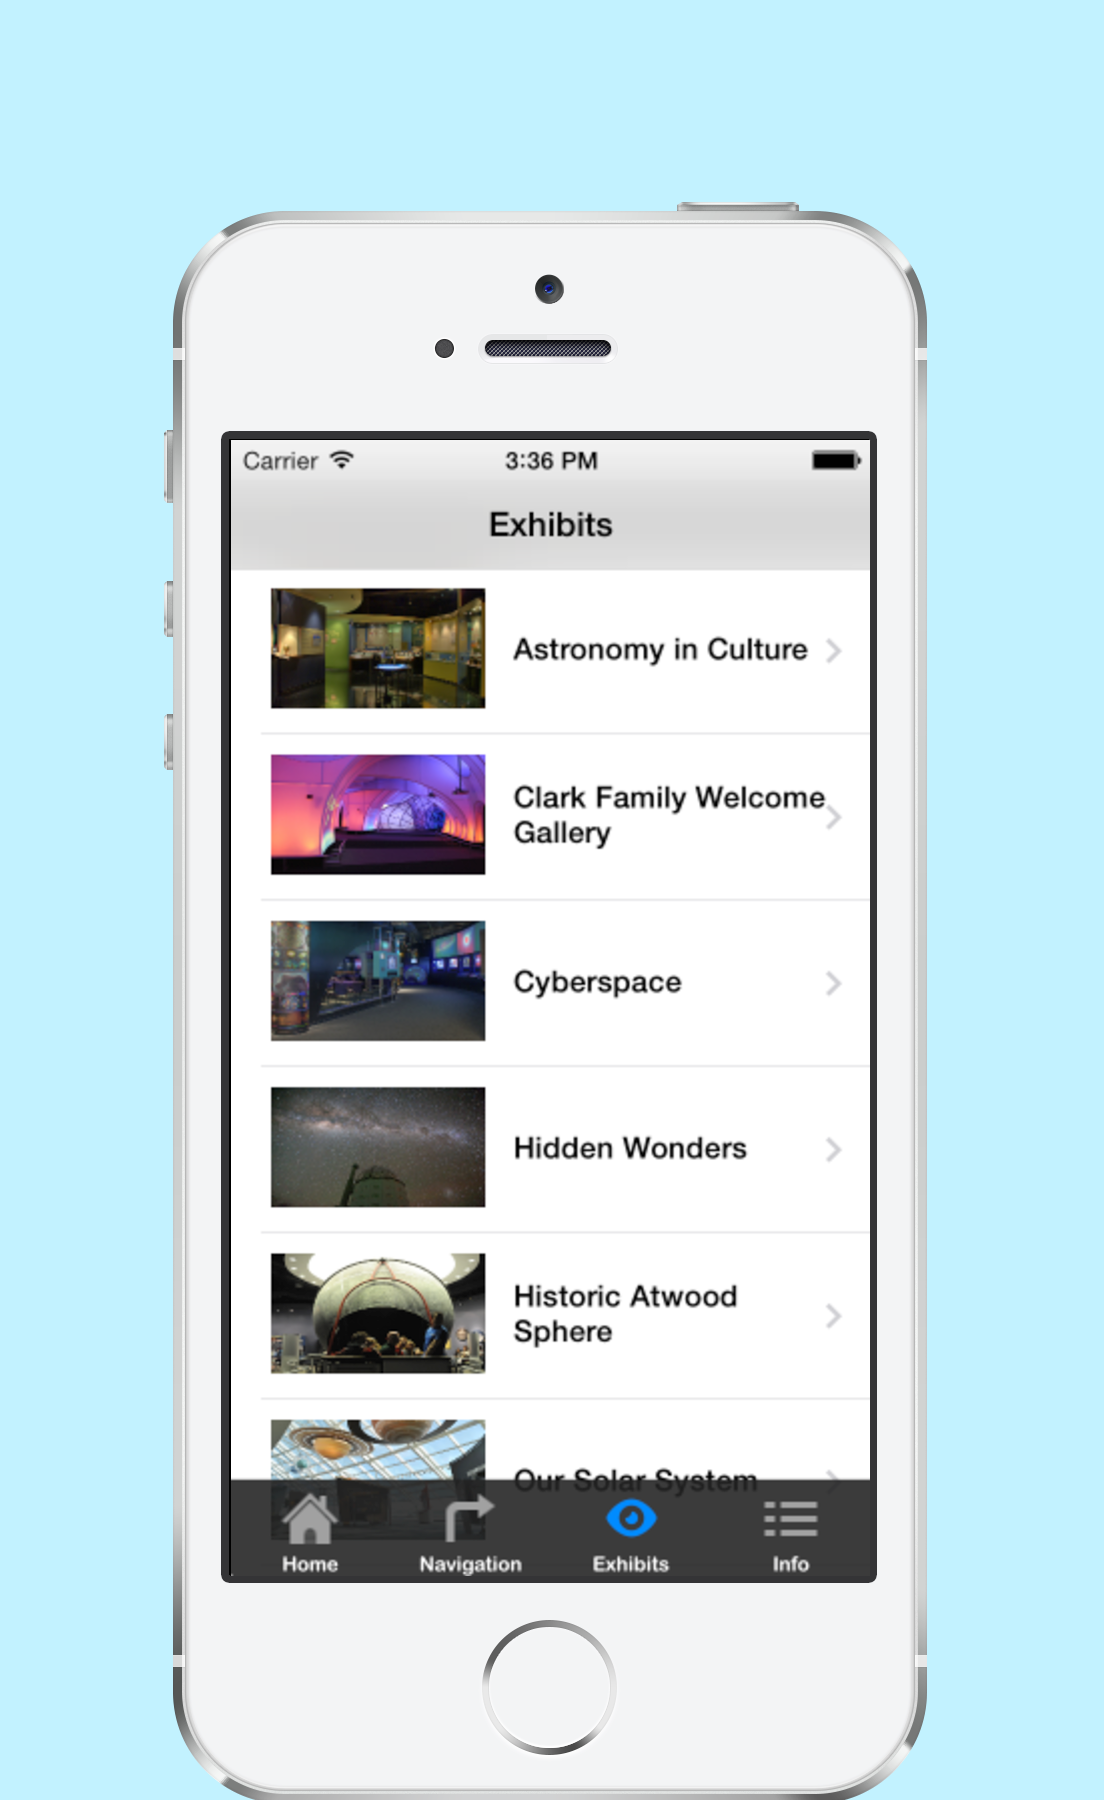 Carrier 3:36 PM
Exhibits
Astronomy in Culture
Clark Family Welcome
Gallery
Cyberspace
Hidden Wonders
Historic Atwood
Sphere
Our Solar System
Home Navigation Exhibits Info